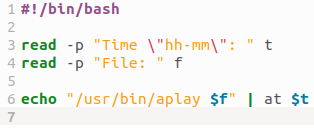 1 #!/bin/bash
2
3 read -p "Time \"hh-mm\": " t
4 read -p "File: " f
5
6 echo "/usr/bin/aplay $f" | at $t
7